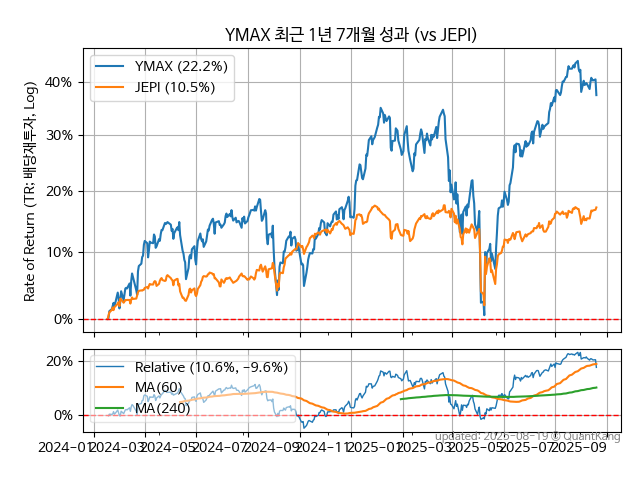 YMAX 최근 1년 7개월 성과 (vs JEPI)
Rate of Return (TR: 배당재투자, Log)
40%
30%
20%
10%
0%
YMAX (22.2%)
JEPI (10.5%)
20%
0%
Relative (10.6%, -9.6%)
MA(60)
MA(240)
2024-01
2024-03
2024-05
2024-07
2024-09
2024-11
2025-01
2025-03
2025-05
2025-07
2025-09
updated: 2025-08-19 © QuantKang